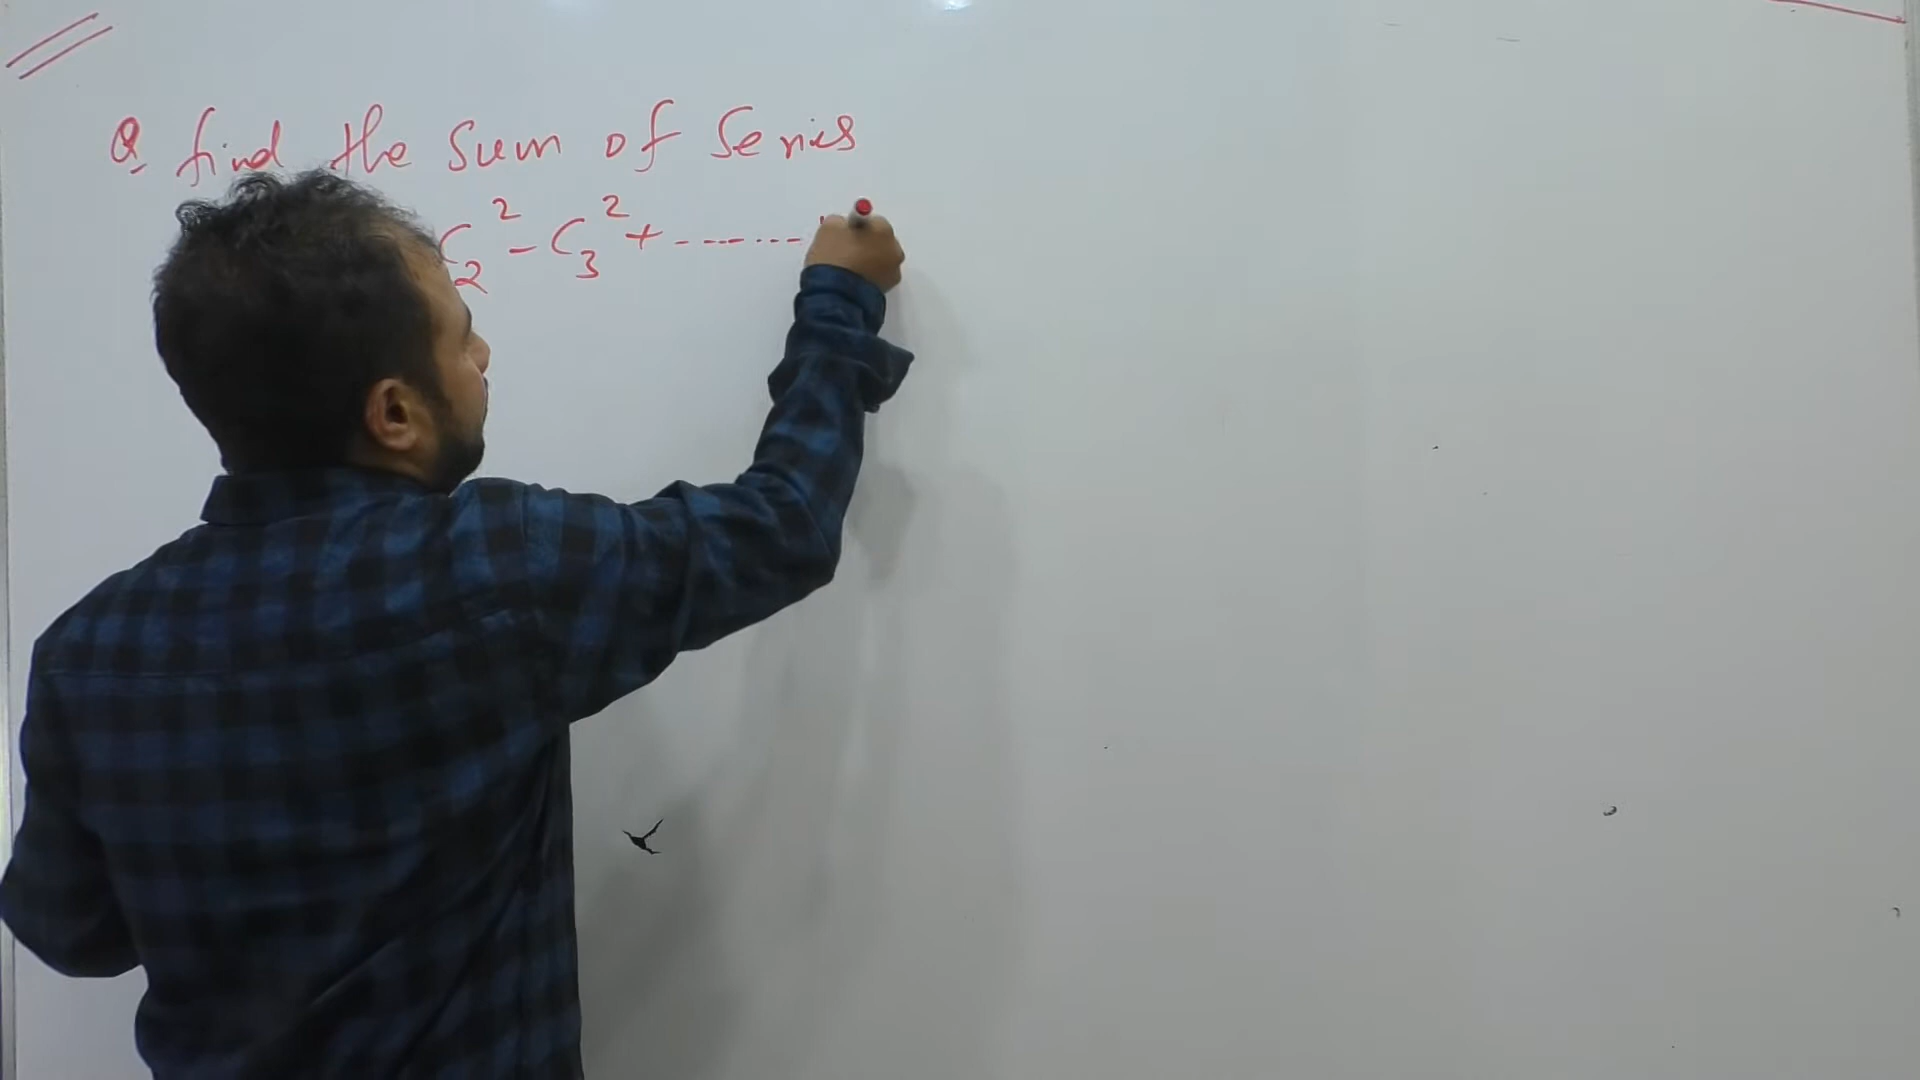 Q. find the Sum of Series
C₂² - C₃² + ----------